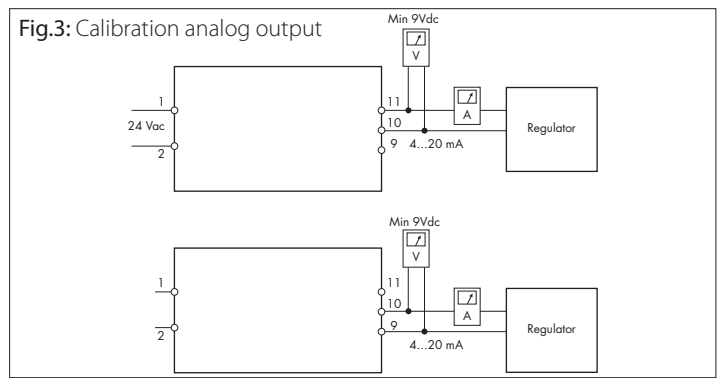 Fig.3: Calibration analog output
Min 9Vdc
V
1
11
A
24 Vac
10
Regulator
2
9 4...20 mA
Min 9Vdc
V
1
11
10
A
2
9
Regulator
4...20 mA